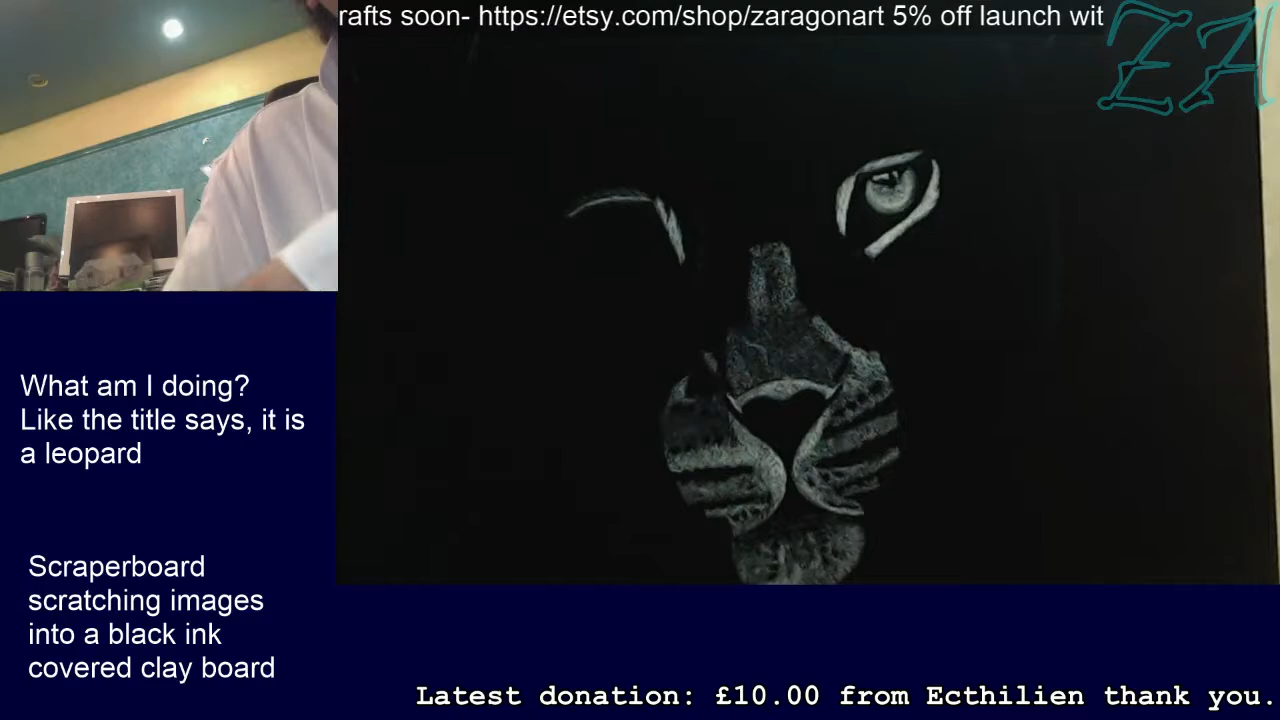 rafts soon- https://etsy.com/shop/zaragonart 5% off launch wit
ZA
What am I doing?
Like the title says, it is
a leopard
Scraperboard
scratching images
into a black ink
covered clay board
Latest donation: £10.00 from Ecthilien thank you.